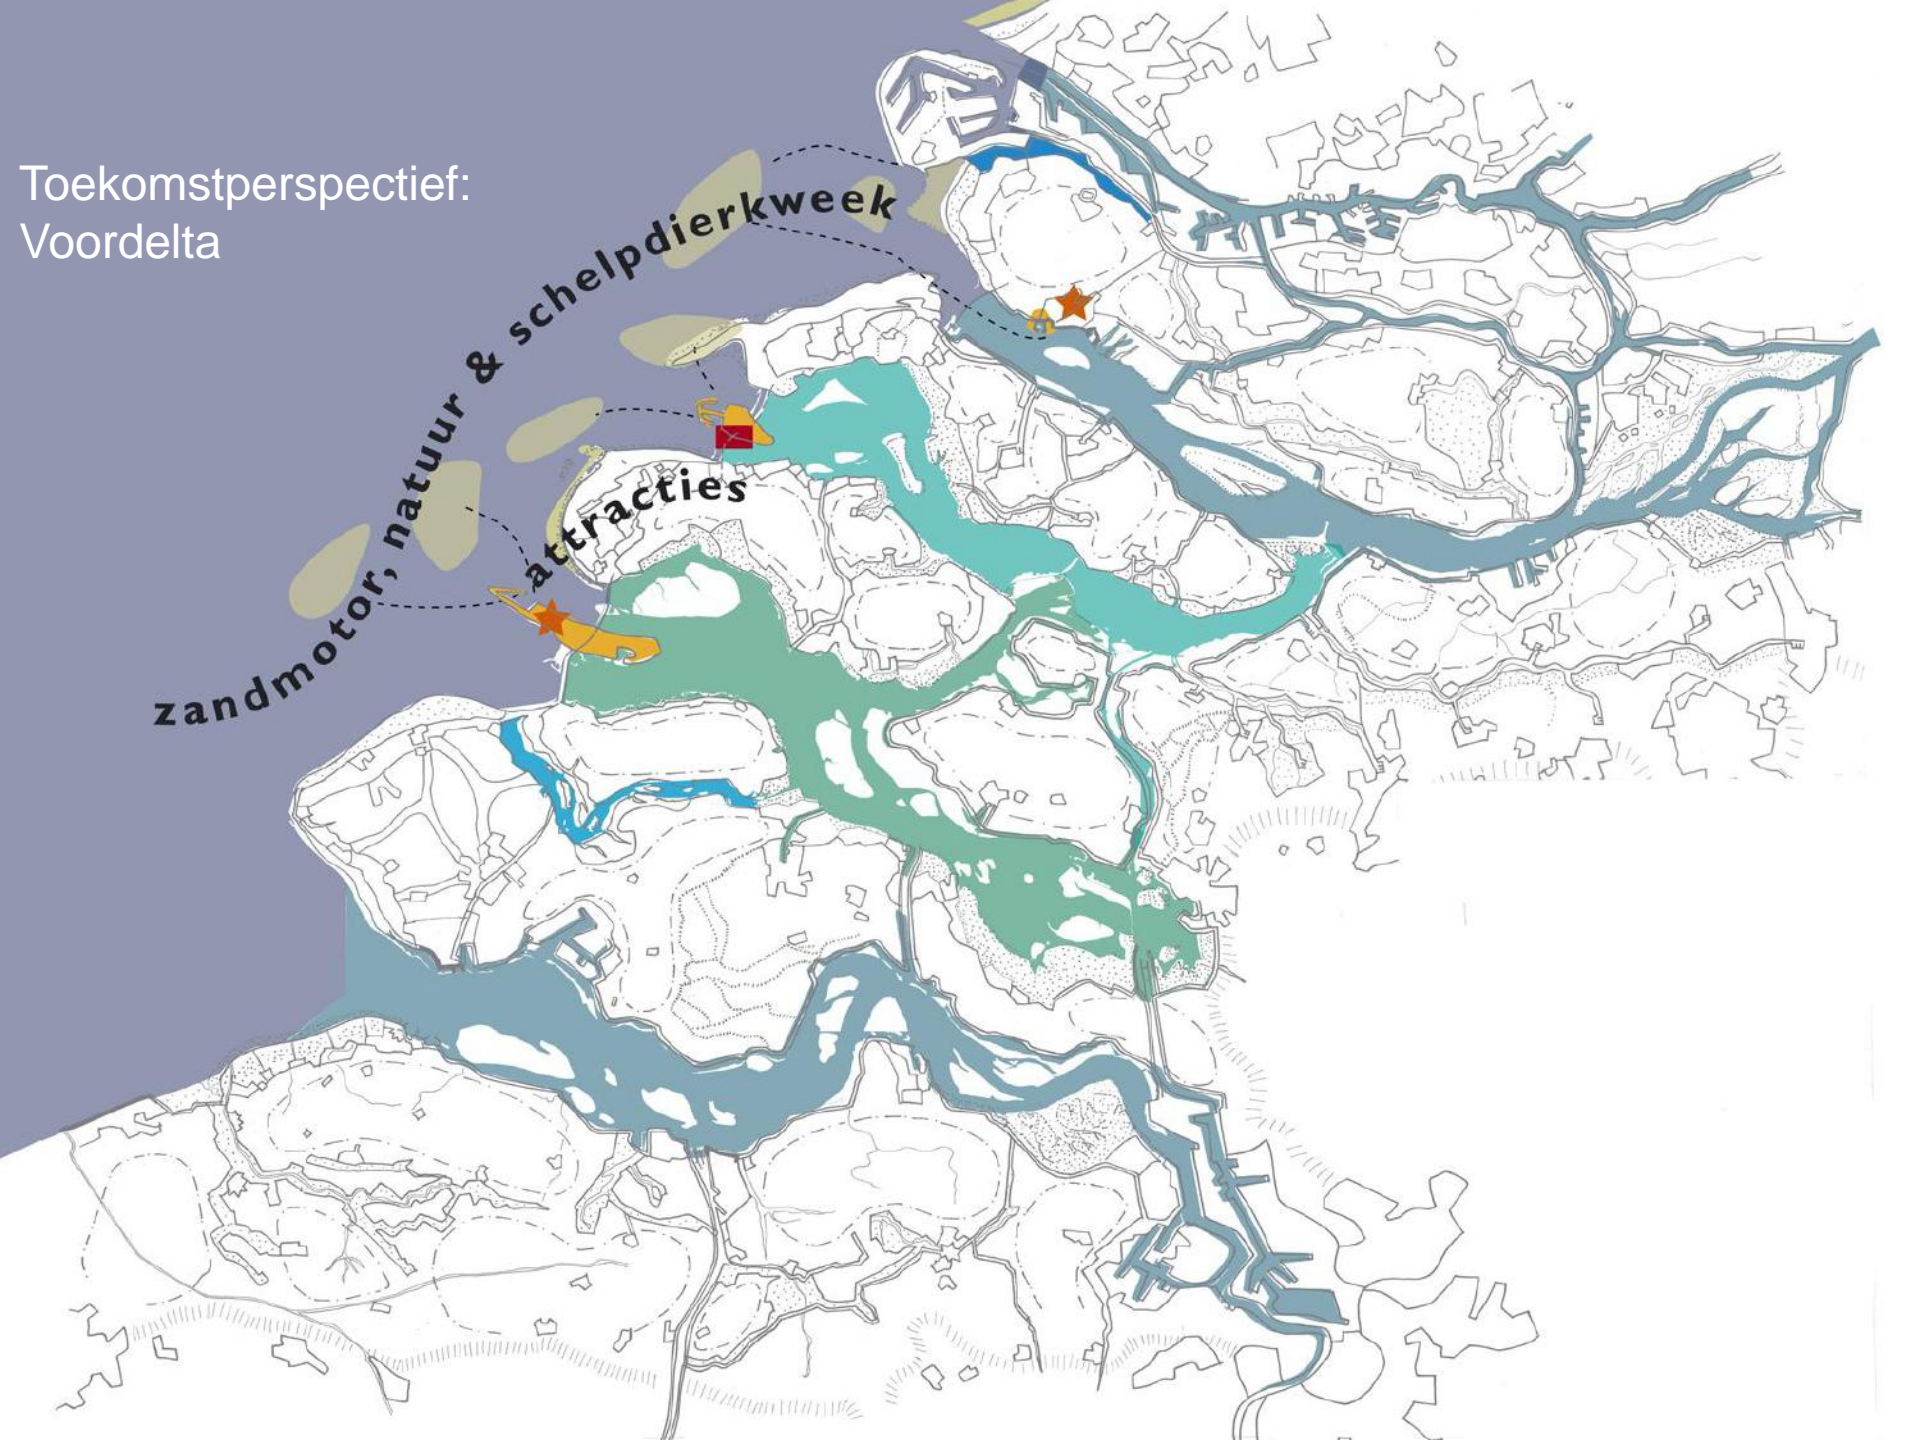 Toekomstperspectief:
Voordelta
zandmotor, natuur & schelpdierkweek
attracties